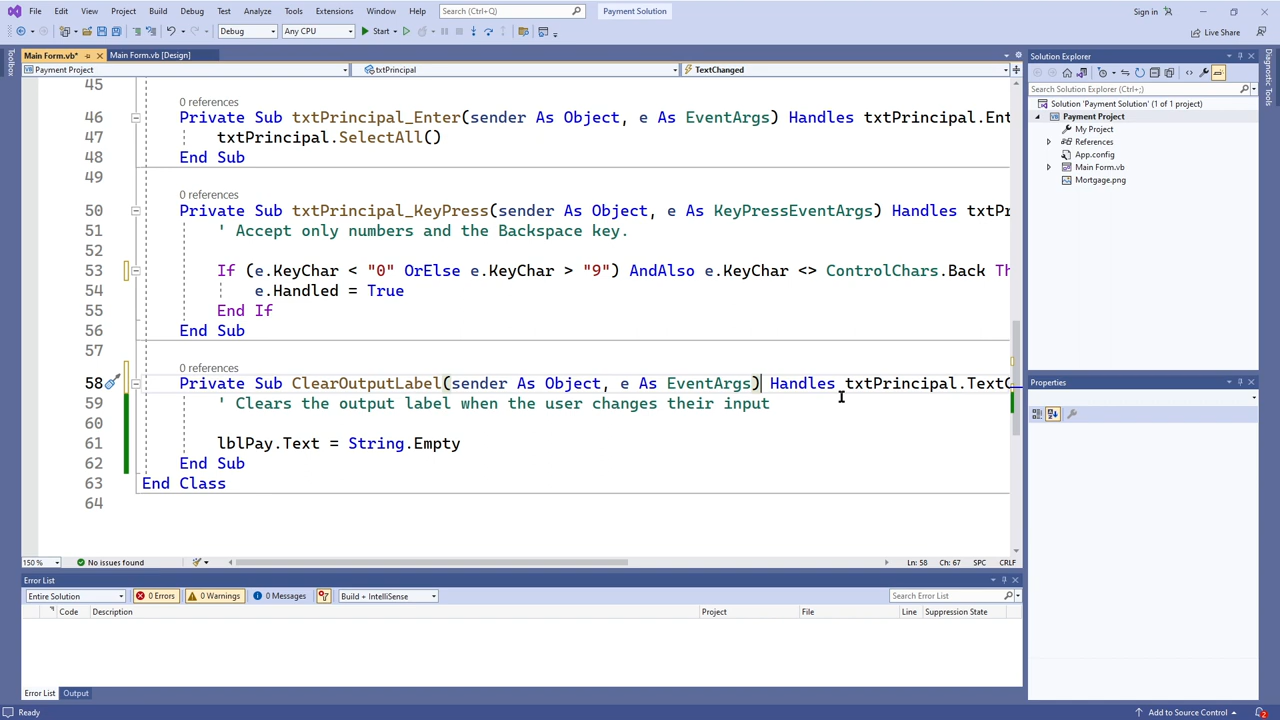 File Edit View Project Build Debug Test Analyze Tools Extensions Window Help Search (Ctrl+;) Payment Solution Sign in
Debug Any CPU Start Live Share
Main Form.vb* Main Form.vb [Design]
Payment Project txtPrincipal TextChanged
Toolbox
45
0 references
46 Private Sub txtPrincipal_Enter(sender As Object, e As EventArgs) Handles txtPrincipal.Ent
47 txtPrincipal.SelectAll()
48 End Sub
49
0 references
50 Private Sub txtPrincipal_KeyPress(sender As Object, e As KeyPressEventArgs) Handles txtPr
51 ' Accept only numbers and the Backspace key.
52
53 If (e.KeyChar < "0" OrElse e.KeyChar > "9") AndAlso e.KeyChar <> ControlChars.Back Th
54 e.Handled = True
55 End If
56 End Sub
57
0 references
58 Private Sub ClearOutputLabel(sender As Object, e As EventArgs) Handles txtPrincipal.TextC
59 ' Clears the output label when the user changes their input
60
61 lblPay.Text = String.Empty
62 End Sub
63 End Class
64
150 % No issues found Ln: 58 Ch: 67 SPC CRLF
Error List
Entire Solution 0 Errors 0 Warnings 0 Messages Build + IntelliSense Search Error List
Code Description Project File Line Suppression State
Error List Output
Ready Add to Source Control 2
Solution Explorer
Search Solution Explorer (Ctrl+;)
Solution 'Payment Solution' (1 of 1 project)
Payment Project
My Project
References
App.config
Main Form.vb
Mortgage.png
Properties
Diagnostic Tools